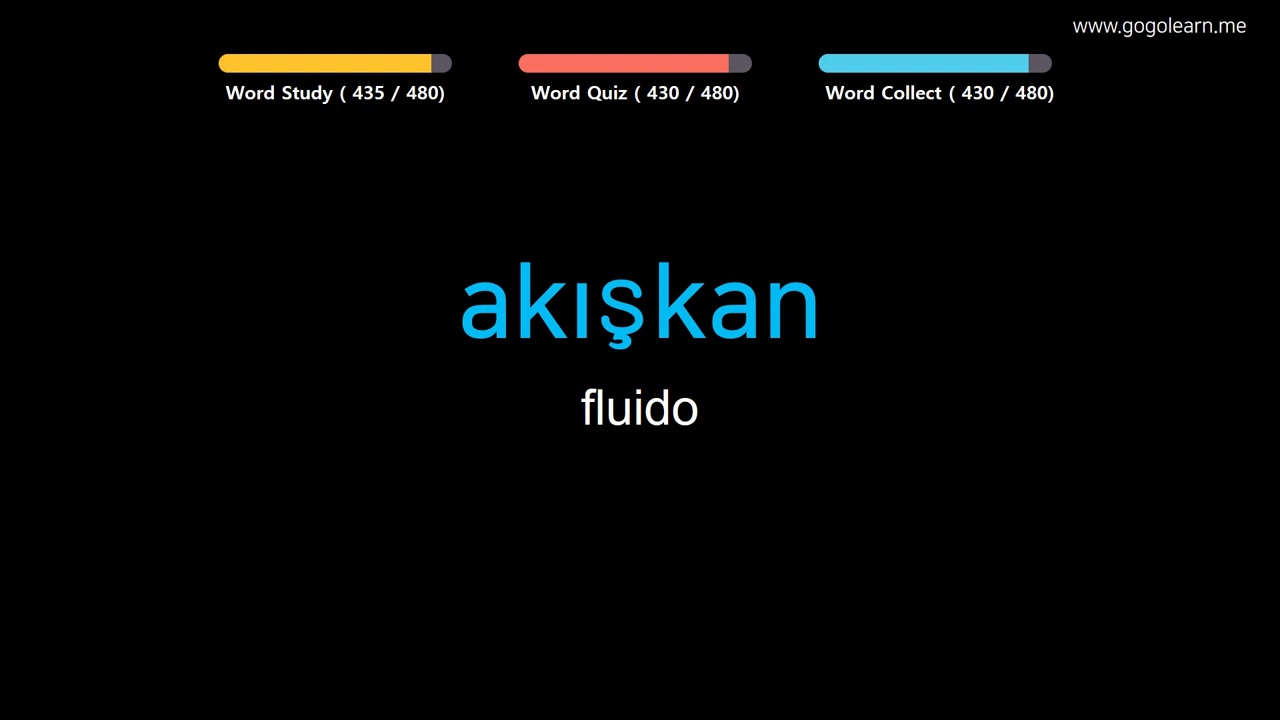 www.gogolearn.me
Word Study ( 435 / 480)
Word Quiz ( 430 / 480)
Word Collect ( 430 / 480)
akışkan
fluido